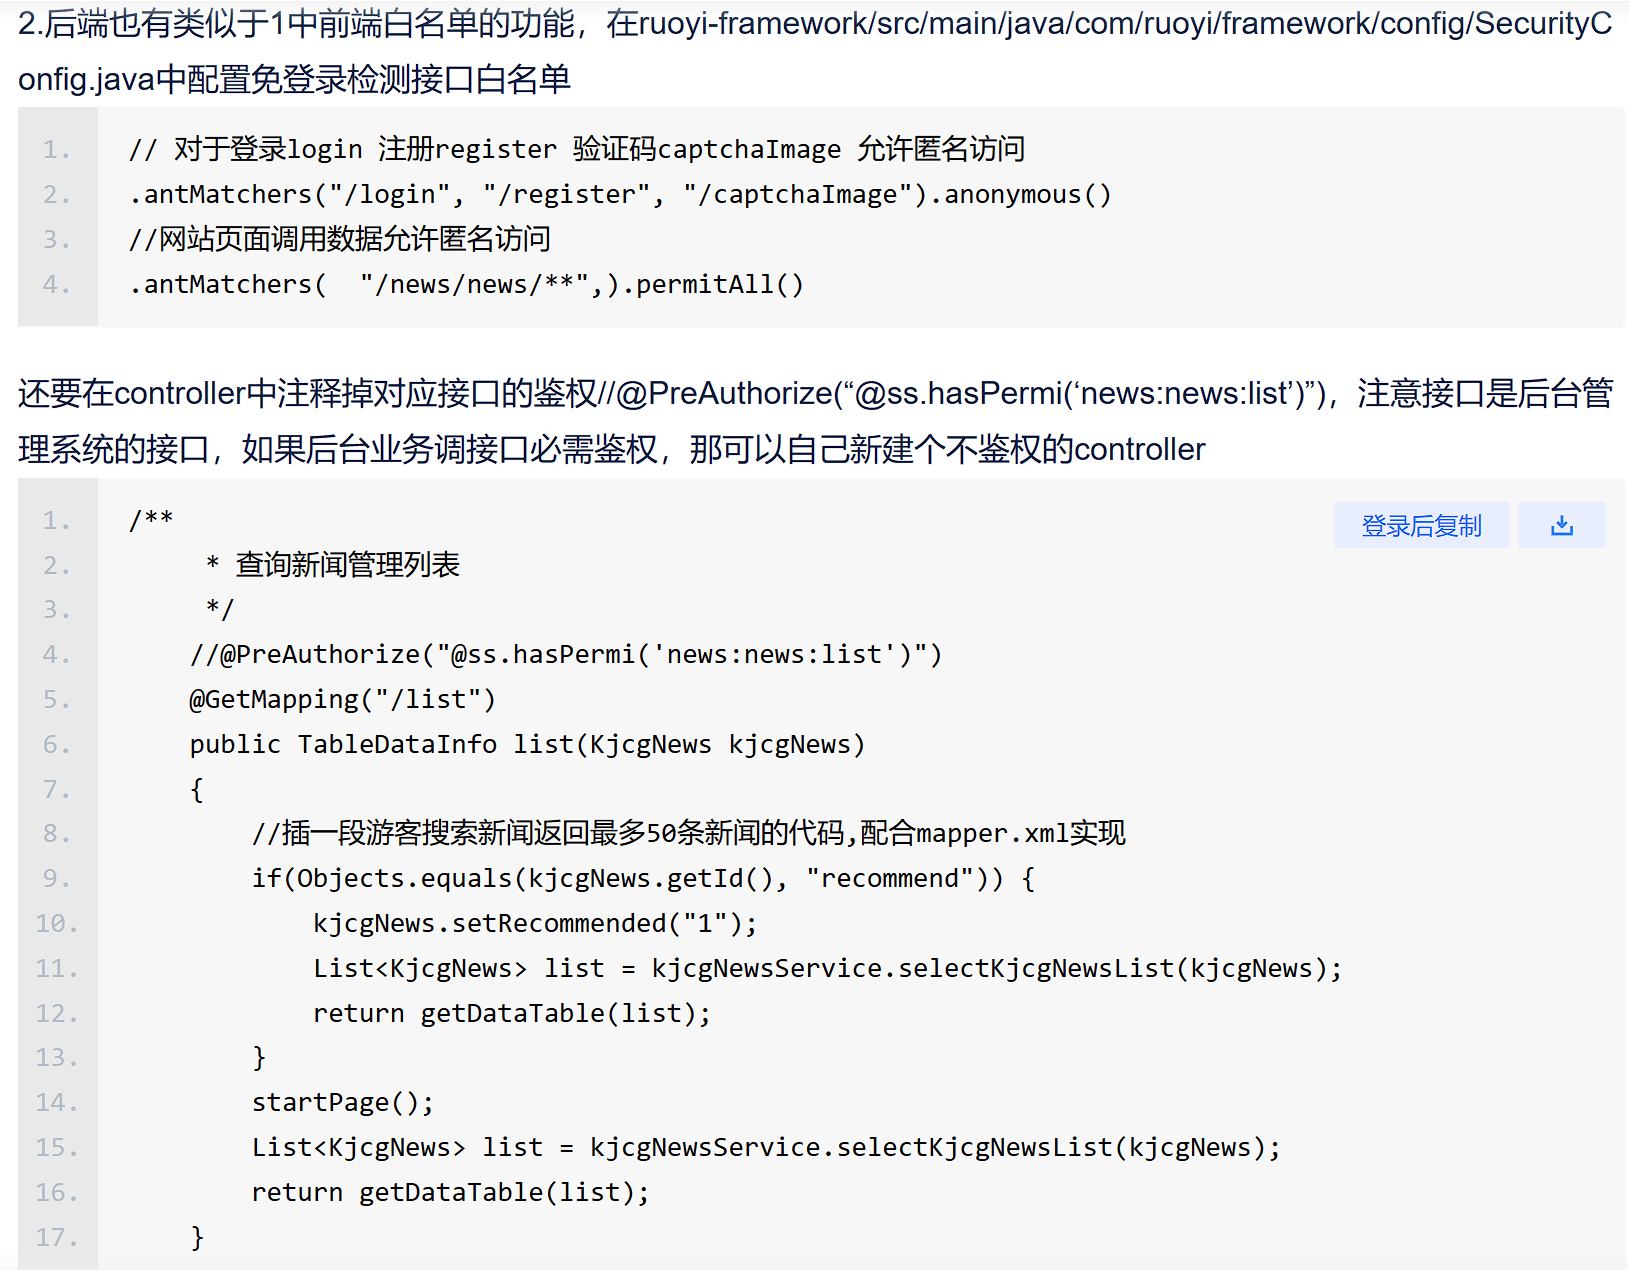 2.后端也有类似于1中前端白名单的功能，在ruoyi-framework/src/main/java/com/ruoyi/framework/config/SecurityC
onfig.java中配置免登录检测接口白名单
1. // 对于登录login 注册register 验证码captchaImage 允许匿名访问
2. .antMatchers("/login", "/register", "/captchaImage").anonymous()
3. //网站页面调用数据允许匿名访问
4. .antMatchers(  "/news/news/**",).permitAll()
还要在controller中注释掉对应接口的鉴权//@PreAuthorize(“@ss.hasPermi(‘news:news:list’)”)，注意接口是后台管
理系统的接口，如果后台业务调接口必需鉴权，那可以自己新建个不鉴权的controller
登录后复制
1. /**
2.      * 查询新闻管理列表
3.      */
4.     //@PreAuthorize("@ss.hasPermi('news:news:list')")
5.     @GetMapping("/list")
6.     public TableDataInfo list(KjcgNews kjcgNews)
7.     {
8.         //插一段游客搜索新闻返回最多50条新闻的代码,配合mapper.xml实现
9.         if(Objects.equals(kjcgNews.getId(), "recommend")) {
10.             kjcgNews.setRecommended("1");
11.             List<KjcgNews> list = kjcgNewsService.selectKjcgNewsList(kjcgNews);
12.             return getDataTable(list);
13.         }
14.         startPage();
15.         List<KjcgNews> list = kjcgNewsService.selectKjcgNewsList(kjcgNews);
16.         return getDataTable(list);
17.     }